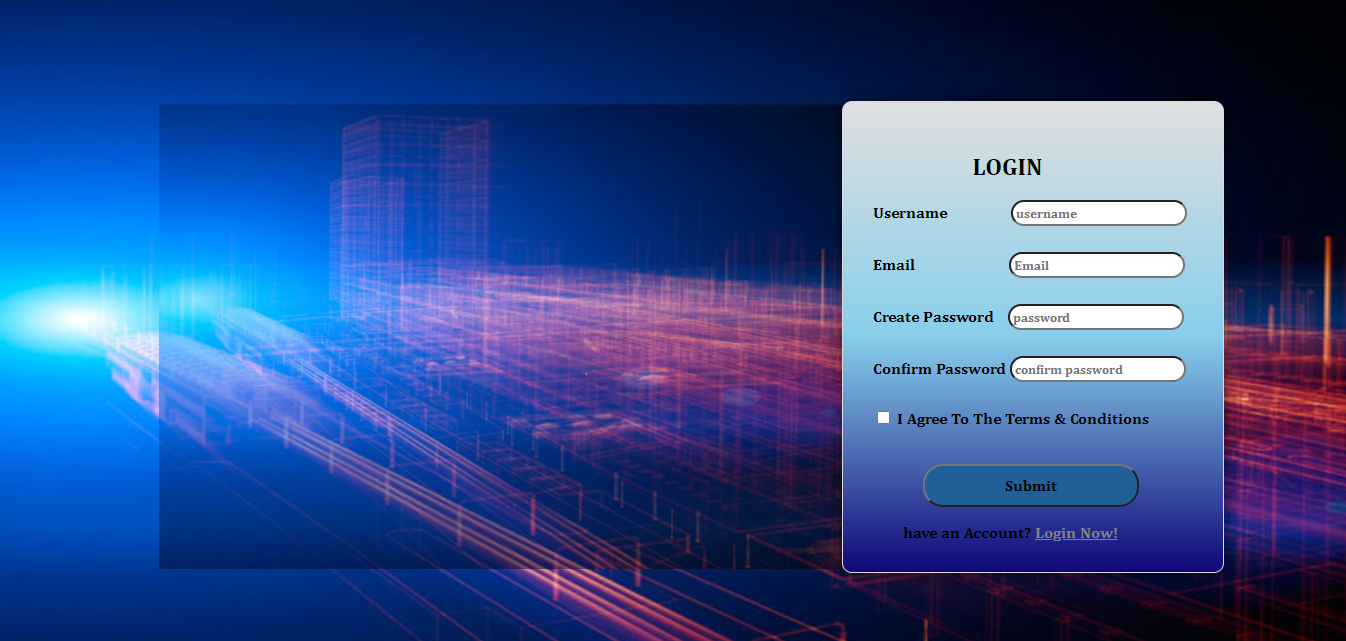 LOGIN
Username username
Email Email
Create Password password
Confirm Password confirm password
I Agree To The Terms & Conditions
Submit
have an Account? Login Now!